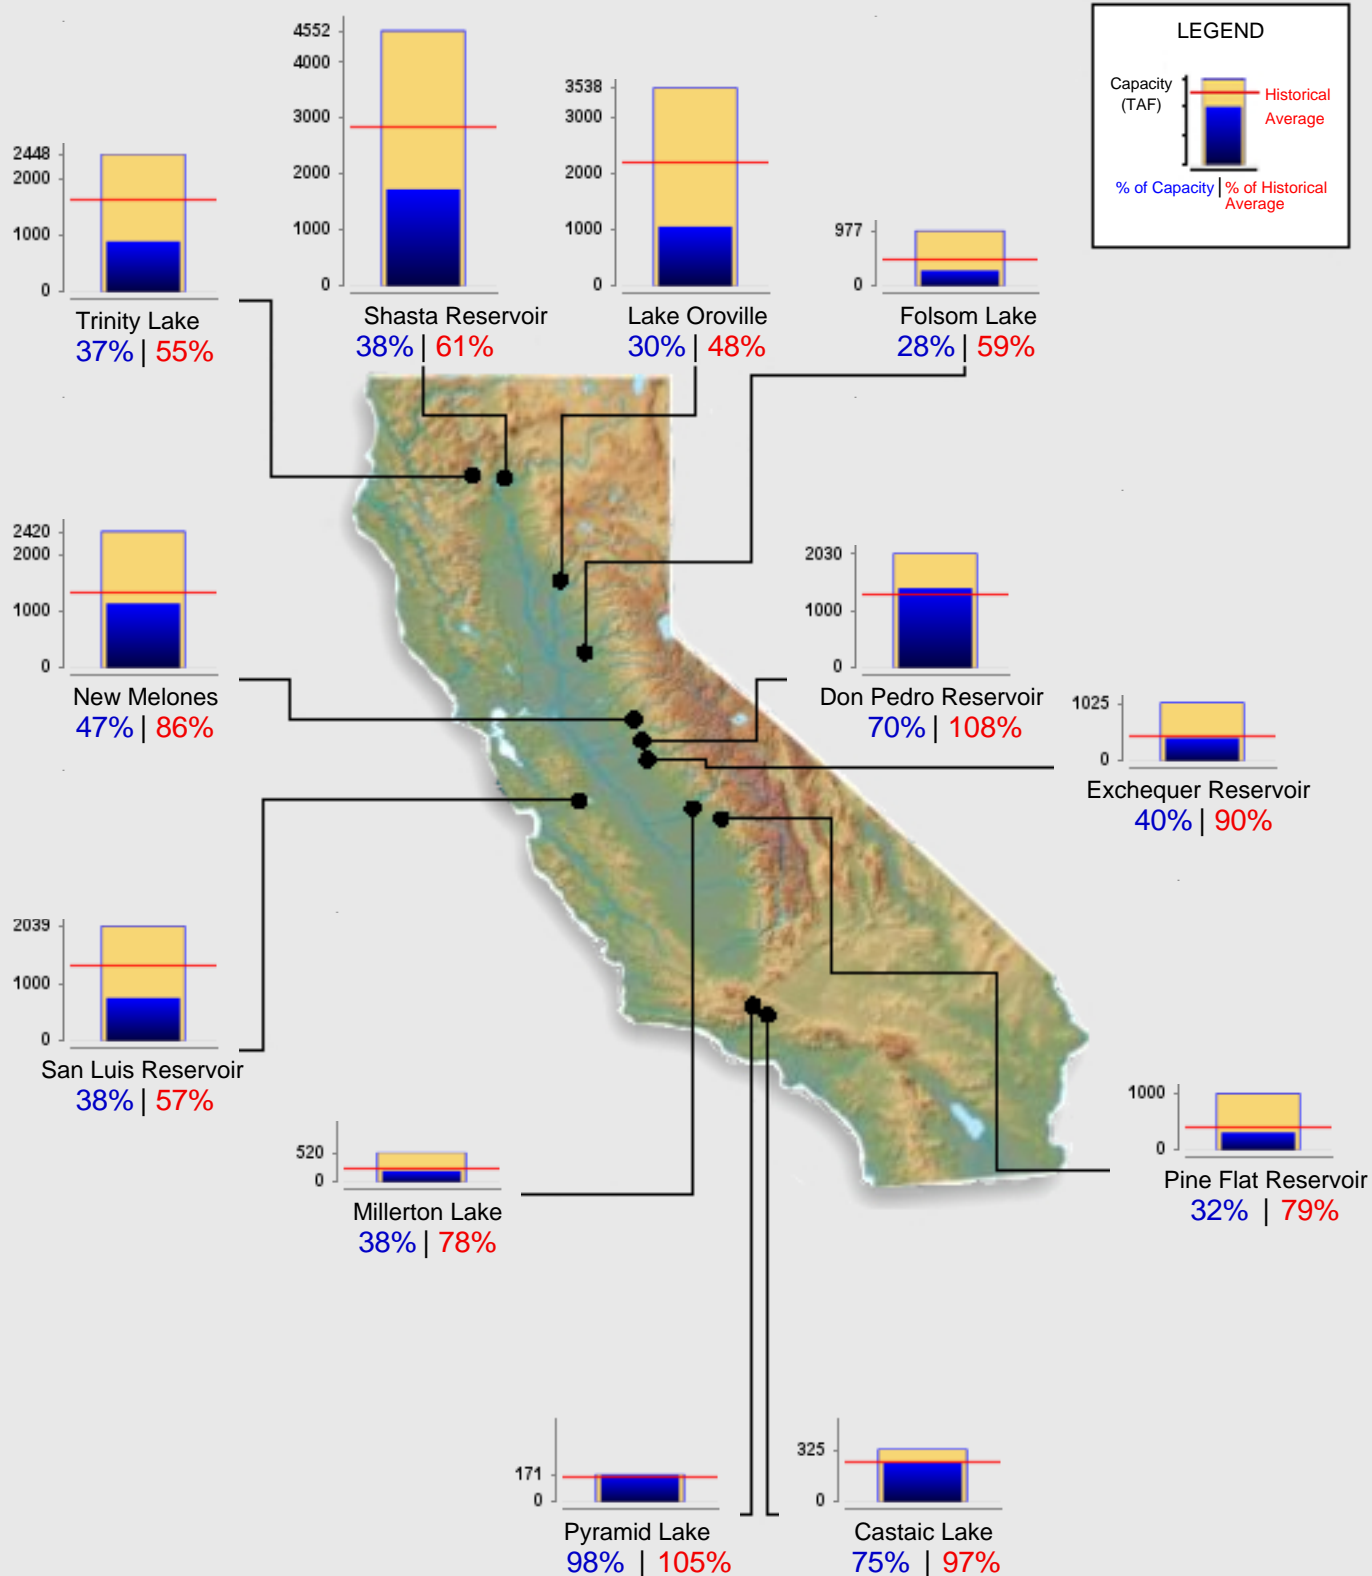 LEGEND
Capacity
(TAF)
Historical
Average
% of Capacity | % of Historical
Average
4552
4000
3000
2000
1000
0
Shasta Reservoir
38% | 61%
3538
3000
2000
1000
0
Lake Oroville
30% | 48%
2448
2000
1000
0
Trinity Lake
37% | 55%
977
0
Folsom Lake
28% | 59%
2420
2000
1000
0
New Melones
47% | 86%
2030
1000
0
Don Pedro Reservoir
70% | 108%
1025
0
Exchequer Reservoir
40% | 90%
2039
1000
0
San Luis Reservoir
38% | 57%
520
0
Millerton Lake
38% | 78%
1000
0
Pine Flat Reservoir
32% | 79%
171
0
Pyramid Lake
98% | 105%
325
0
Castaic Lake
75% | 97%